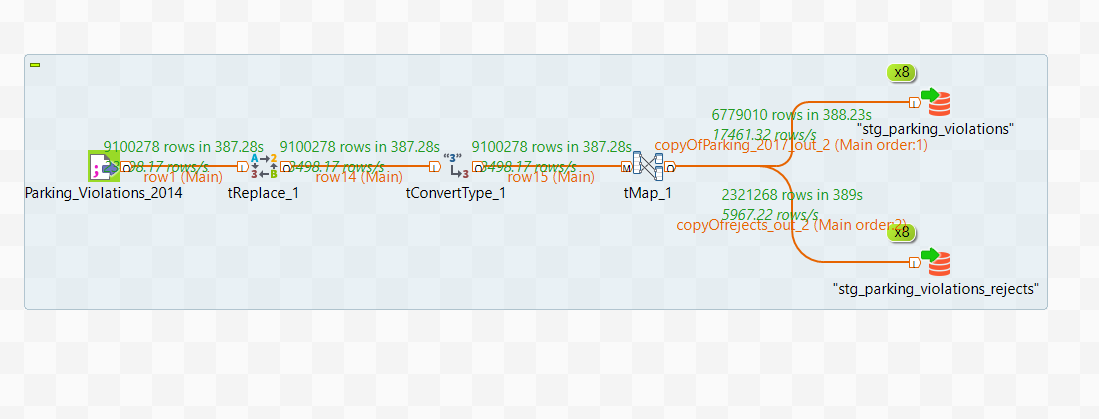 x8
6779010 rows in 388.23s
17461.32 rows/s
"stg_parking_violations"
copyOfParking_2017_out_2 (Main order:1)
9100278 rows in 387.28s
9100278 rows in 387.28s
9100278 rows in 387.28s
23498.17 rows/s
23498.17 rows/s
23498.17 rows/s
row1 (Main)
row14 (Main)
row15 (Main)
Parking_Violations_2014
tReplace_1
tConvertType_1
tMap_1
2321268 rows in 389s
5967.22 rows/s
copyOfrejects_out_2 (Main order:2)
x8
"stg_parking_violations_rejects"